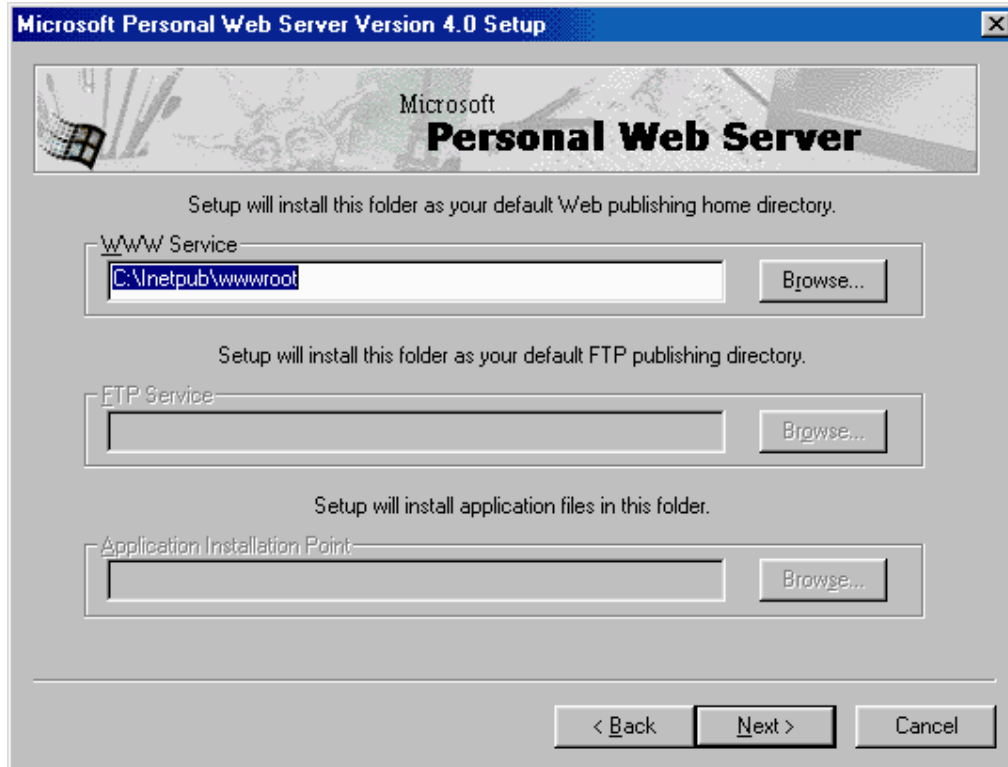 Microsoft Personal Web Server Version 4.0 Setup
Microsoft
Personal Web Server
Setup will install this folder as your default Web publishing home directory.
WWW Service
C:\Inetpub\wwwroot
Browse...
Setup will install this folder as your default FTP publishing directory.
FTP Service
Browse...
Setup will install application files in this folder.
Application Installation Point
Browse...
< Back
Next >
Cancel